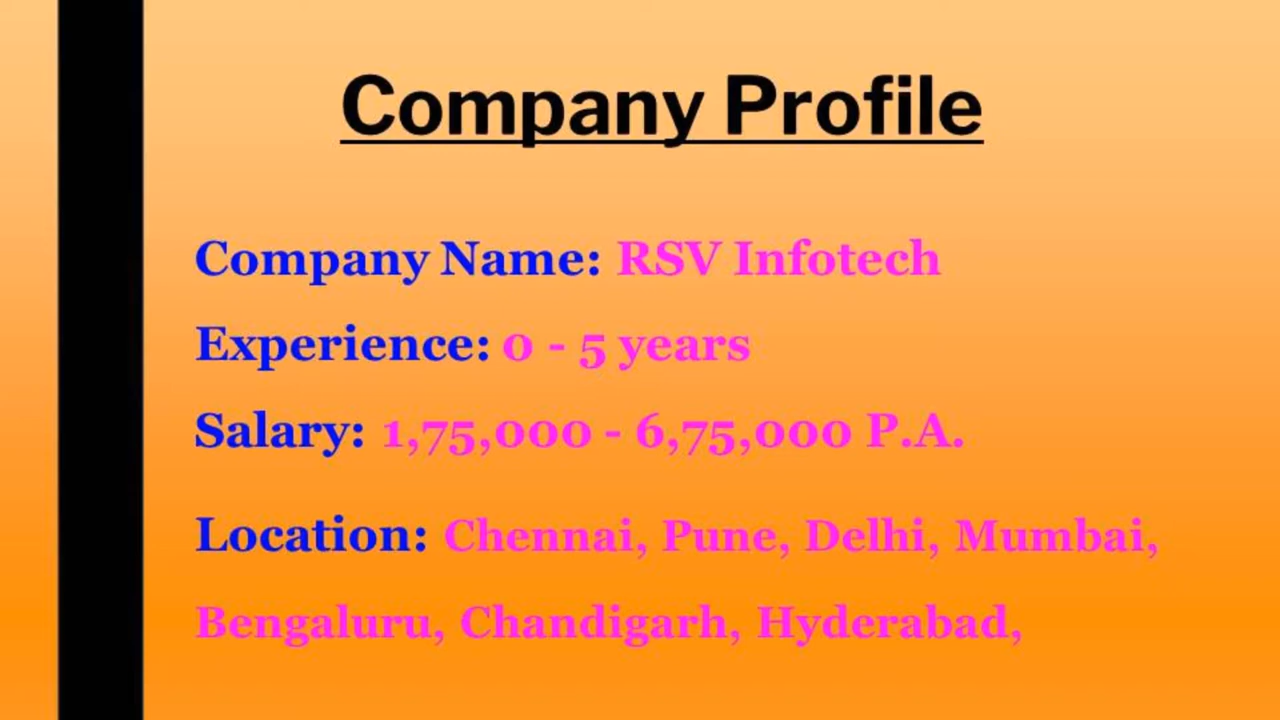 Company Profile
Company Name: RSV Infotech
Experience: 0 - 5 years
Salary: 1,75,000 - 6,75,000 P.A.
Location: Chennai, Pune, Delhi, Mumbai,
Bengaluru, Chandigarh, Hyderabad,